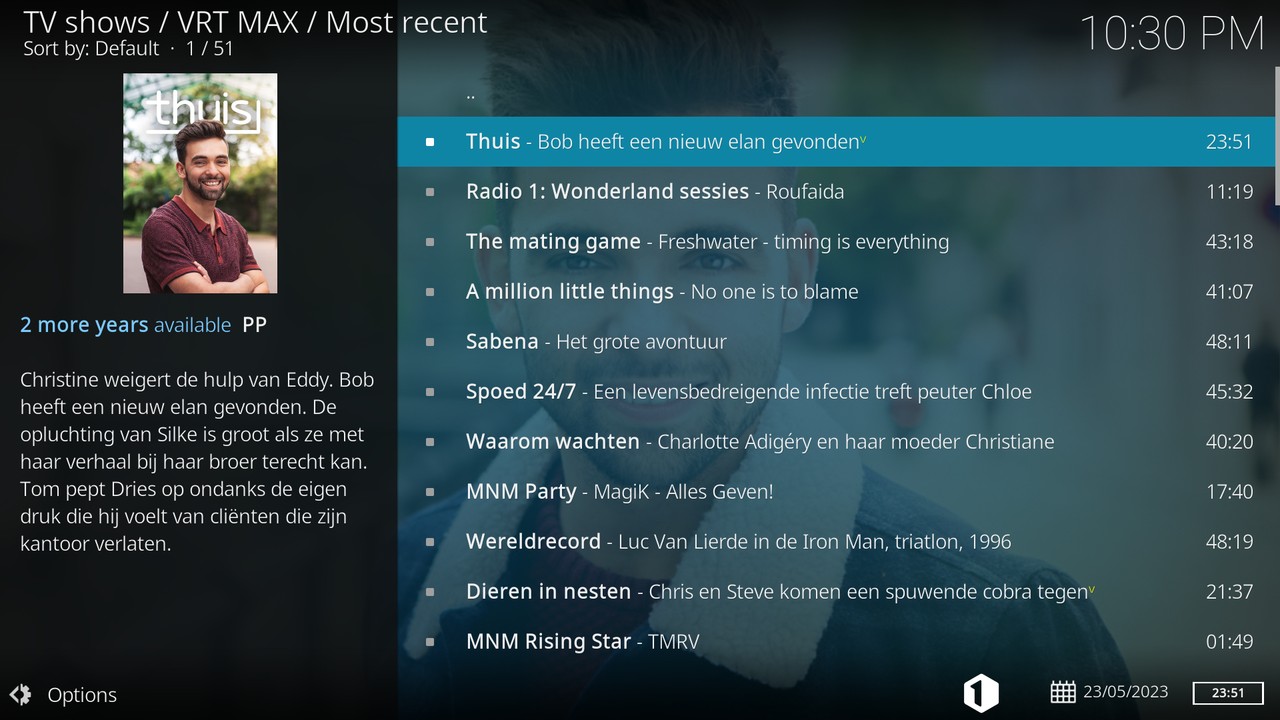 TV shows / VRT MAX / Most recent
Sort by: Default · 1 / 51
10:30 PM
thuis
2 more years available PP
Christine weigert de hulp van Eddy. Bob
heeft een nieuw elan gevonden. De
opluchting van Silke is groot als ze met
haar verhaal bij haar broer terecht kan.
Tom pept Dries op ondanks de eigen
druk die hij voelt van cliënten die zijn
kantoor verlaten.
..
Thuis - Bob heeft een nieuw elan gevondenᵛ 23:51
Radio 1: Wonderland sessies - Roufaida 11:19
The mating game - Freshwater - timing is everything 43:18
A million little things - No one is to blame 41:07
Sabena - Het grote avontuur 48:11
Spoed 24/7 - Een levensbedreigende infectie treft peuter Chloe 45:32
Waarom wachten - Charlotte Adigéry en haar moeder Christiane 40:20
MNM Party - MagiK - Alles Geven! 17:40
Wereldrecord - Luc Van Lierde in de Iron Man, triatlon, 1996 48:19
Dieren in nesten - Chris en Steve komen een spuwende cobra tegenᵛ 21:37
MNM Rising Star - TMRV 01:49
Options
1
23/05/2023
23:51